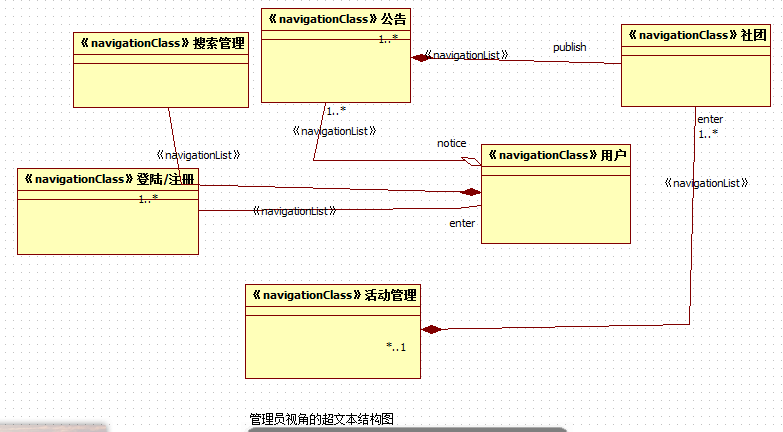 《navigationClass》公告
《navigationClass》社团
《navigationClass》搜索管理
1..*
publish
《navigationList》
1..*
enter
《navigationList》
1..*
notice
《navigationClass》用户
《navigationList》
《navigationClass》登陆/注册
《navigationList》
1..*
《navigationList》
enter
《navigationClass》活动管理
*..1
管理员视角的超文本结构图